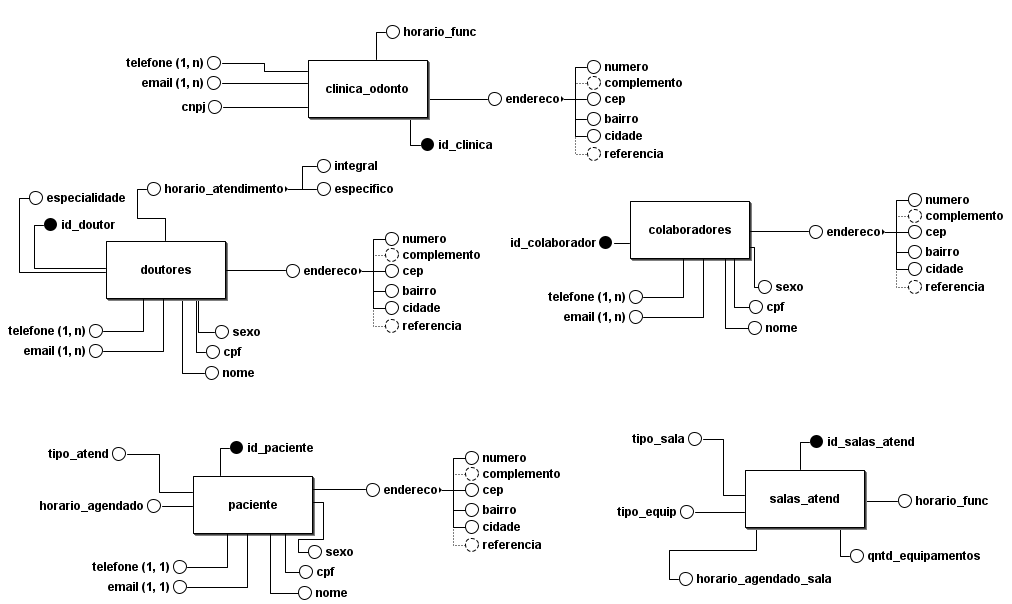 horario_func
telefone (1, n)
email (1, n)
cnpj
clinica_odonto
endereco
numero
complemento
cep
bairro
cidade
referencia
id_clinica
integral
especifico
horario_atendimento
especialidade
id_doutor
doutores
endereco
numero
complemento
cep
bairro
cidade
referencia
telefone (1, n)
email (1, n)
sexo
cpf
nome
colaboradores
id_colaborador
endereco
numero
complemento
cep
bairro
cidade
referencia
telefone (1, n)
email (1, n)
sexo
cpf
nome
tipo_atend
id_paciente
horario_agendado
paciente
endereco
numero
complemento
cep
bairro
cidade
referencia
telefone (1, 1)
email (1, 1)
sexo
cpf
nome
tipo_sala
id_salas_atend
tipo_equip
salas_atend
horario_func
qntd_equipamentos
horario_agendado_sala